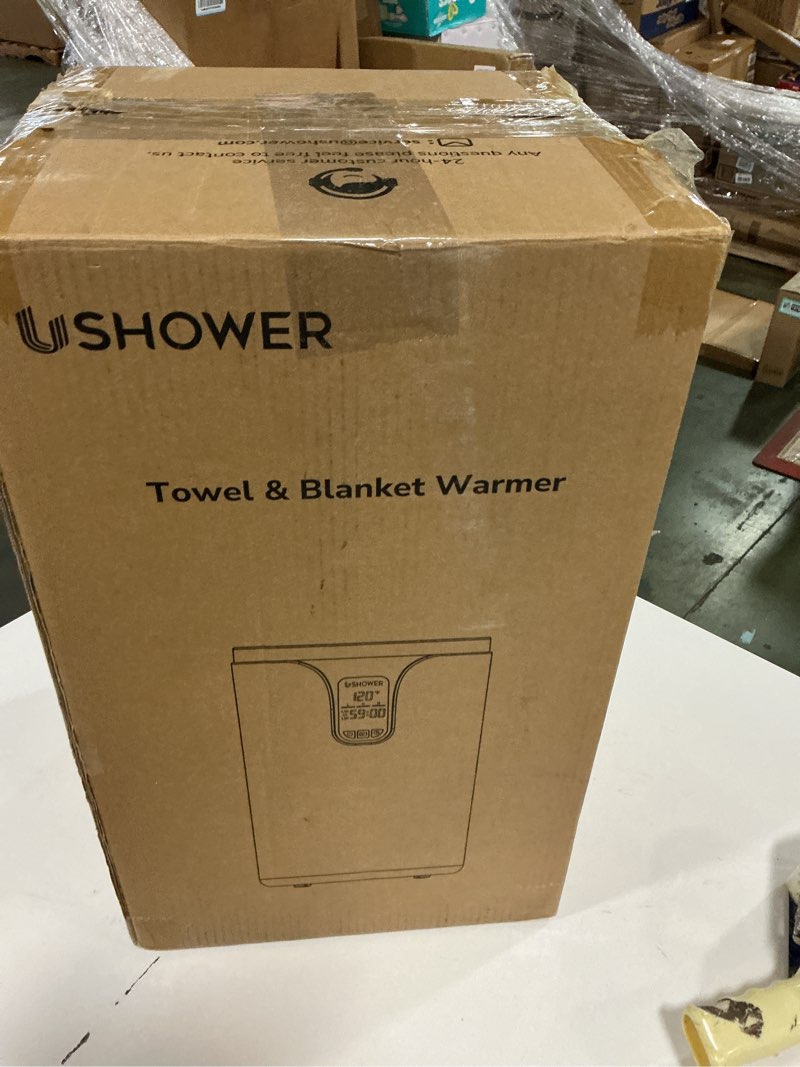 24-hour customer service
Any questions please feel free to contact us.
: service@ushower.com
USHOWER
Towel & Blanket Warmer
USHOWER
120°
59:00